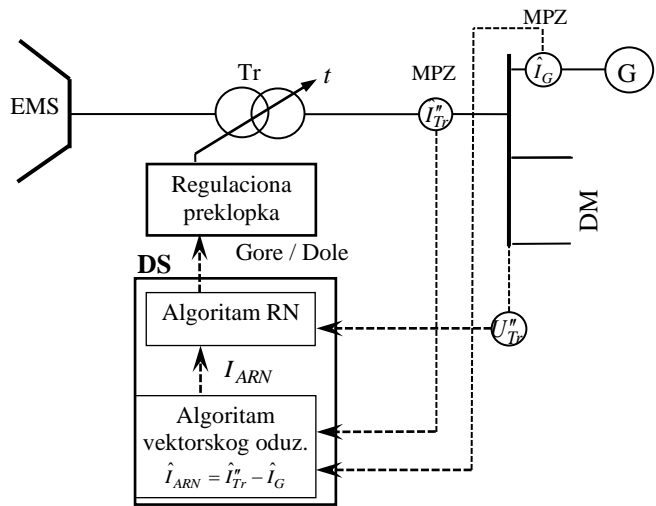 MPZ
Î_G
G
Tr
t
MPZ
EMS
Î''_Tr
Regulaciona
preklopka
DM
Gore / Dole
DS
Algoritam RN
U''_Tr
I_ARN
Algoritam
vektorskog oduz.
Î_ARN = Î''_Tr − Î_G